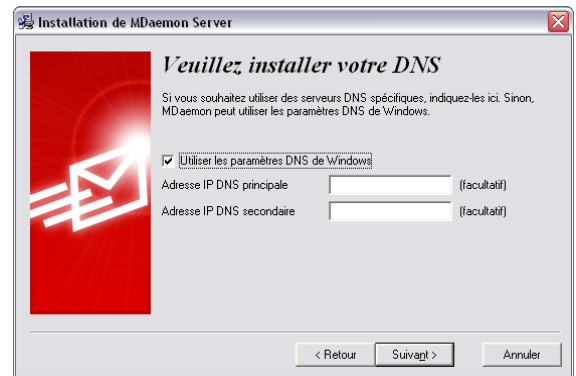 Installation de MDaemon Server
Veuillez installer votre DNS
Si vous souhaitez utiliser des serveurs DNS spécifiques, indiquez-les ici. Sinon,
MDaemon peut utiliser les paramètres DNS de Windows.
Utiliser les paramètres DNS de Windows
Adresse IP DNS principale (facultatif)
Adresse IP DNS secondaire (facultatif)
< Retour Suivant > Annuler